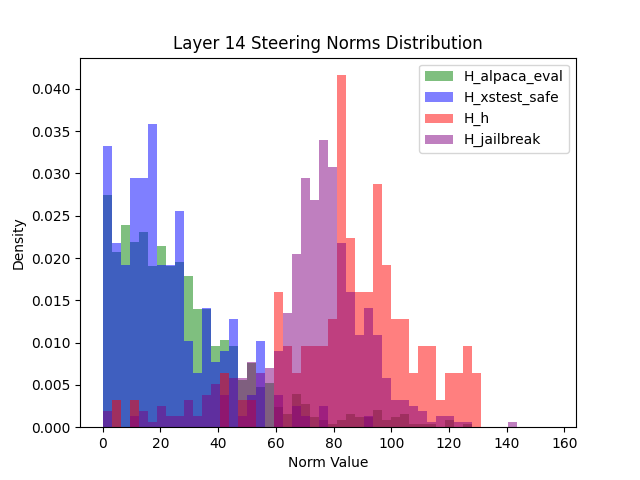 Layer 14 Steering Norms Distribution
H_alpaca_eval
H_xstest_safe
H_h
H_jailbreak
Density
0.040
0.035
0.030
0.025
0.020
0.015
0.010
0.005
0.000
0 20 40 60 80 100 120 140 160
Norm Value